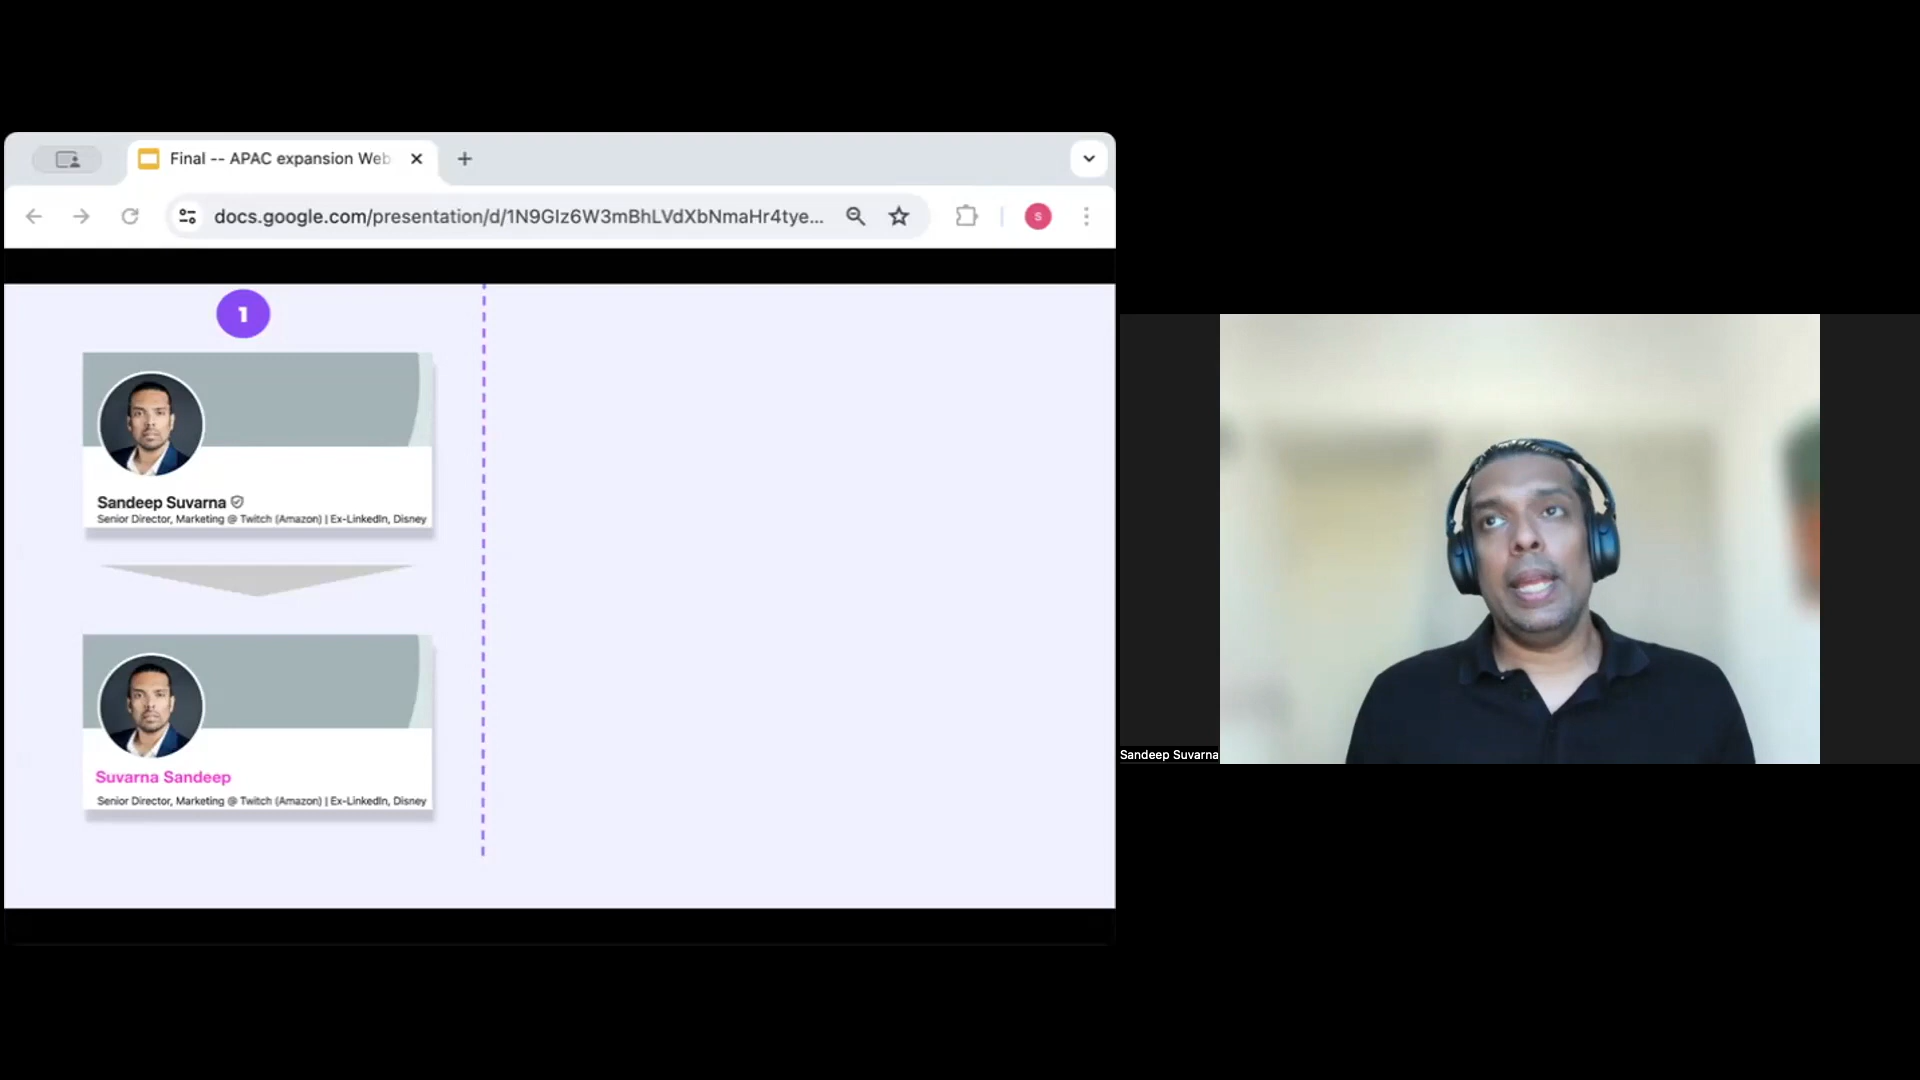 Final -- APAC expansion Web
docs.google.com/presentation/d/1N9GIz6W3mBhLVdXbNmaHr4tye...
S
1
Sandeep Suvarna
Senior Director, Marketing @ Twitch (Amazon) | Ex-LinkedIn, Disney
Suvarna Sandeep
Senior Director, Marketing @ Twitch (Amazon) | Ex-LinkedIn, Disney
Sandeep Suvarna